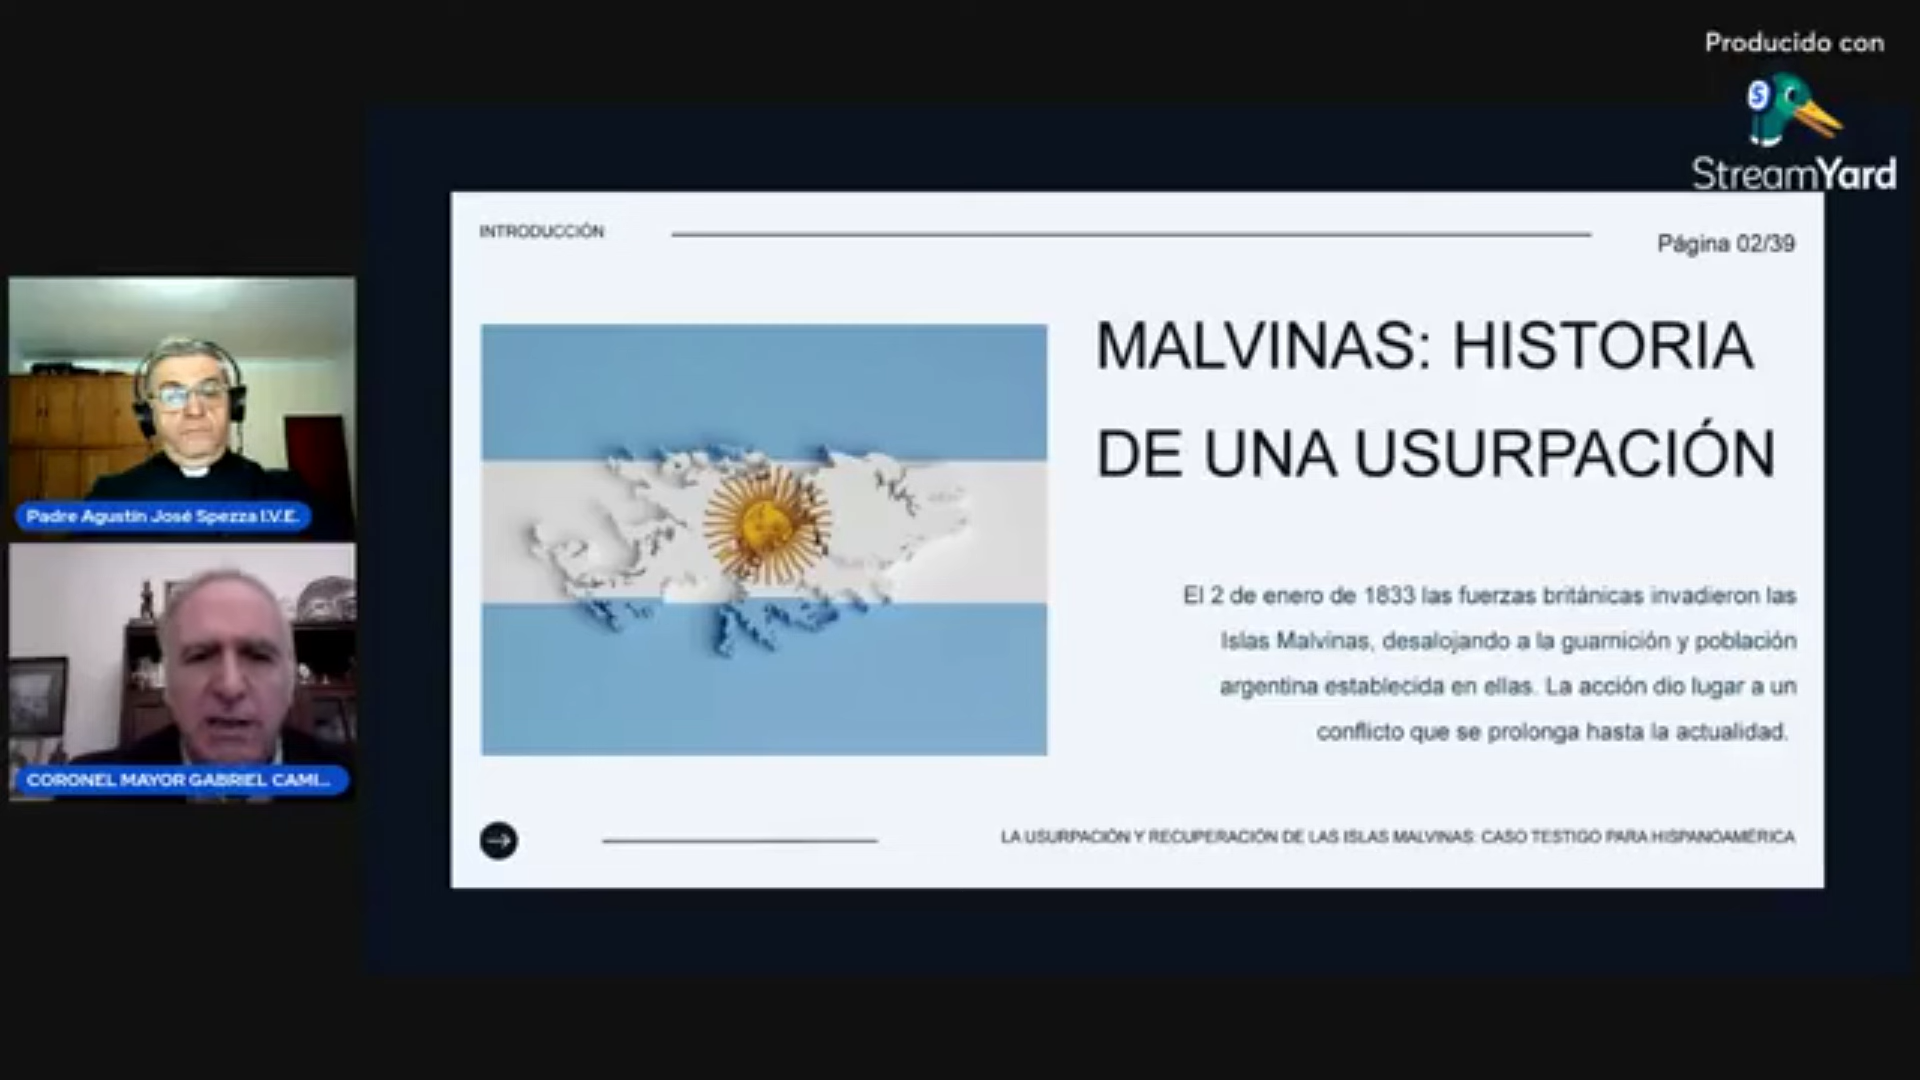 Producido con
StreamYard
INTRODUCCIÓN
Página 02/39
MALVINAS: HISTORIA
DE UNA USURPACIÓN
El 2 de enero de 1833 las fuerzas británicas invadieron las
Islas Malvinas, desalojando a la guarnición y población
argentina establecida en ellas. La acción dio lugar a un
conflicto que se prolonga hasta la actualidad.
LA USURPACIÓN Y RECUPERACIÓN DE LAS ISLAS MALVINAS: CASO TESTIGO PARA HISPANOAMÉRICA
Padre Agustín José Spezza I.V.E.
CORONEL MAYOR GABRIEL CAMI...